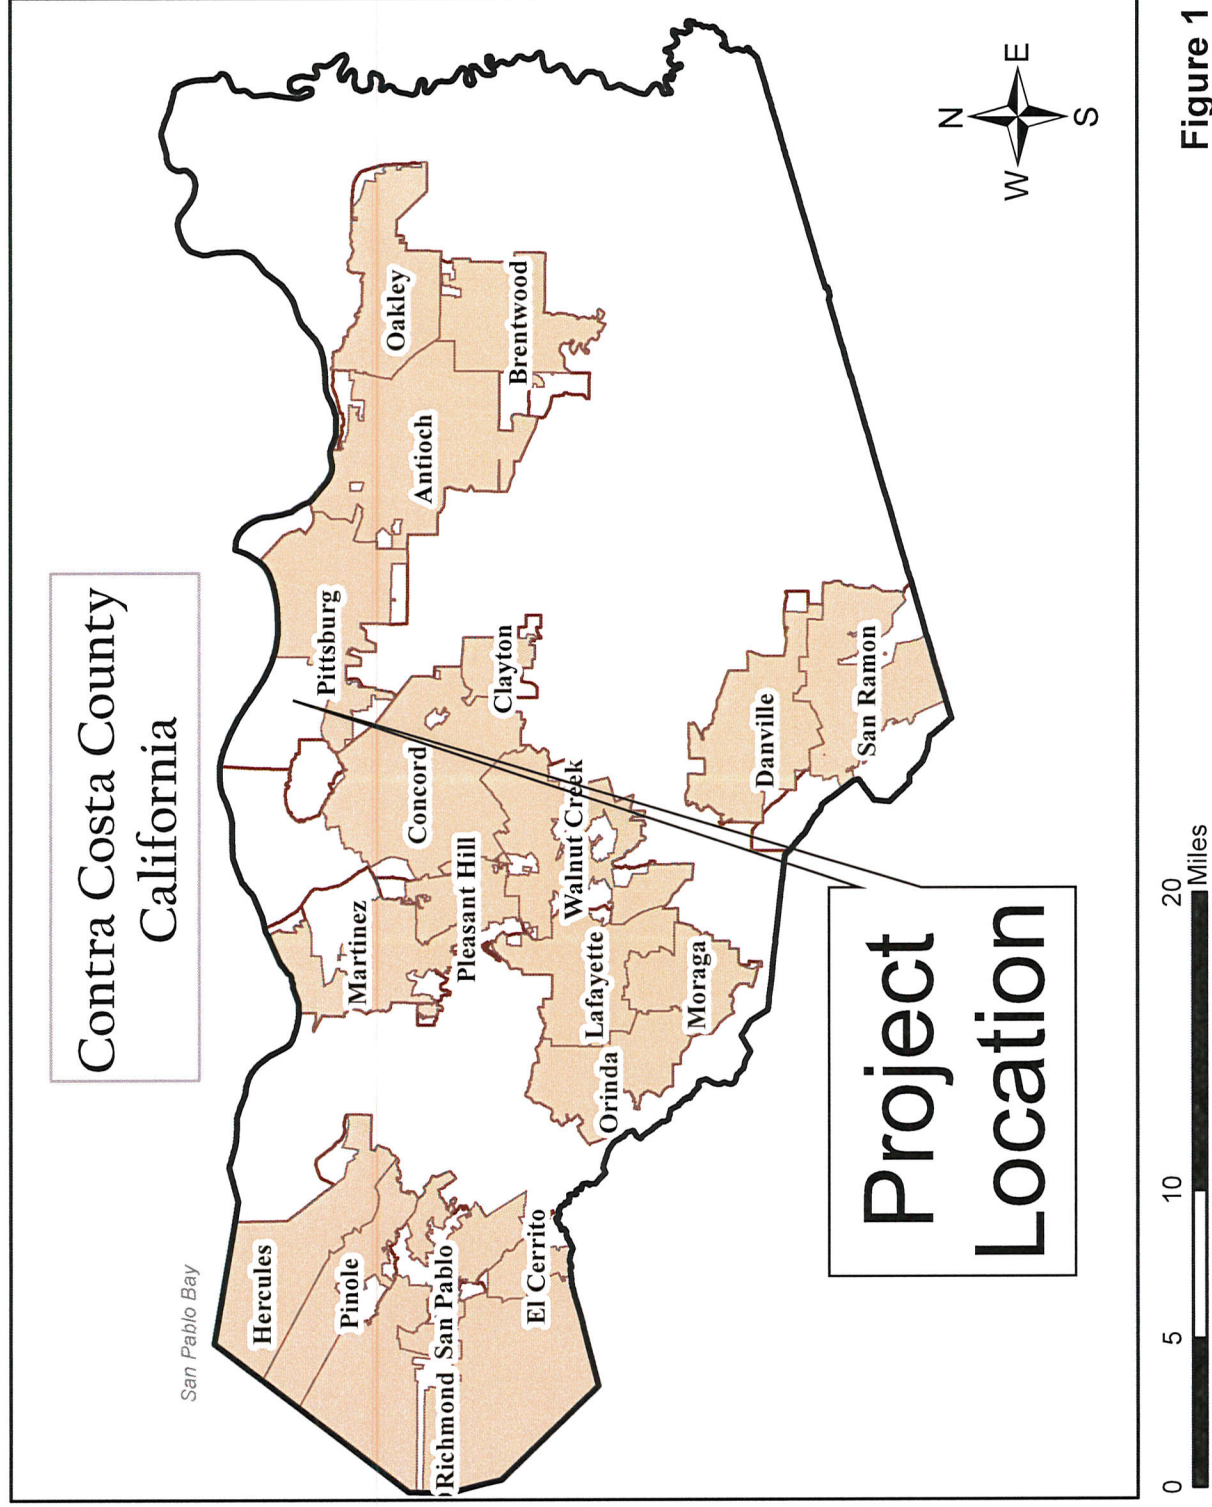 Contra Costa County
California
San Pablo Bay
Hercules
Pinole
Richmond
San Pablo
El Cerrito
Martinez
Pleasant Hill
Concord
Pittsburg
Clayton
Antioch
Oakley
Brentwood
Walnut Creek
Lafayette
Orinda
Moraga
Danville
San Ramon
Project
Location
N
W
E
S
0
5
10
20
Miles
Figure 1